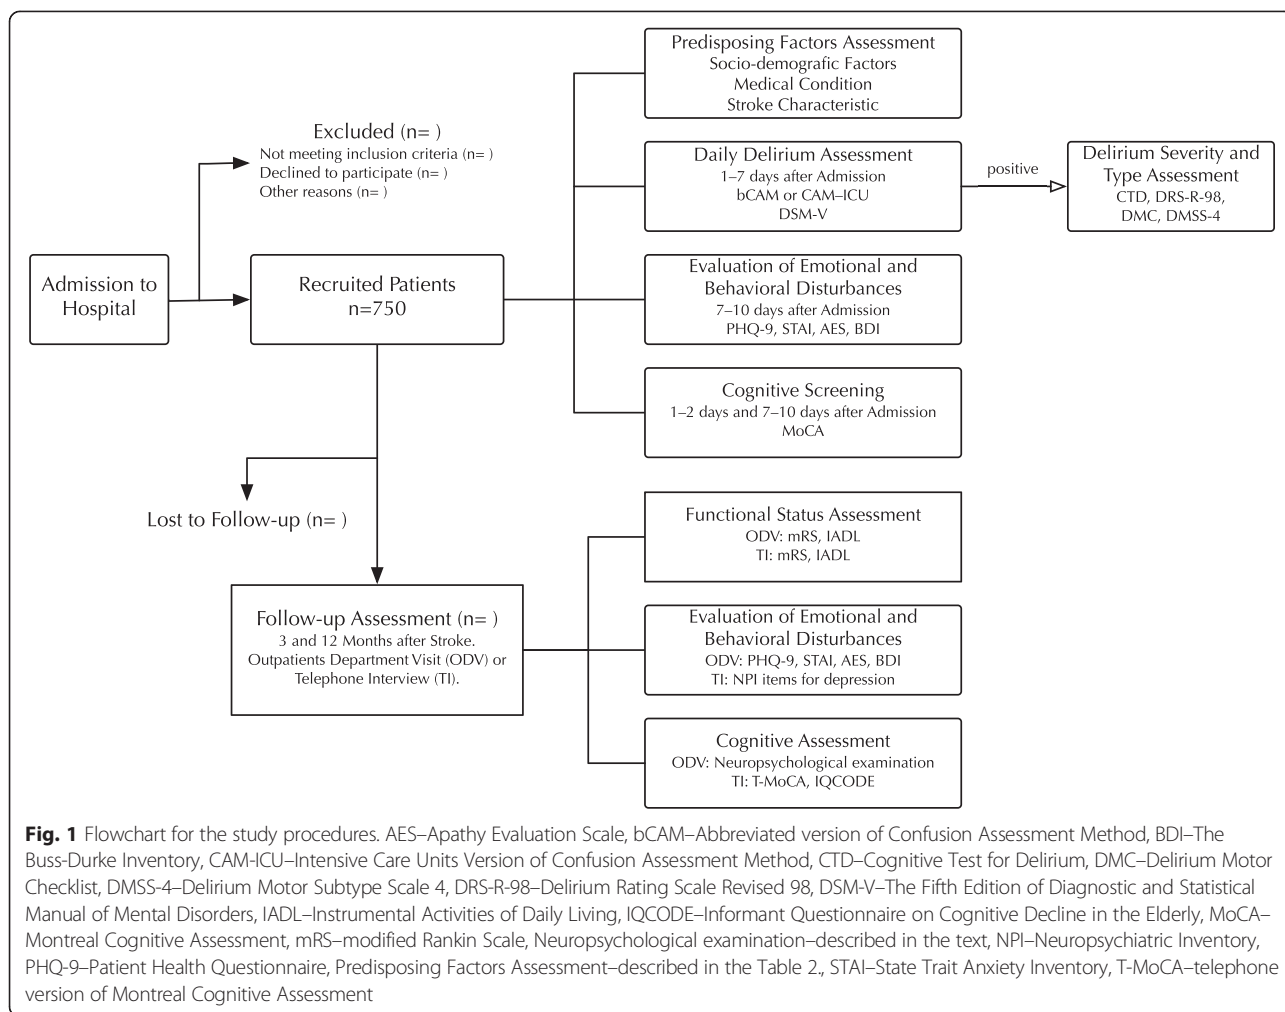 Predisposing Factors Assessment
Socio-demografic Factors
Medical Condition
Stroke Characteristic
Excluded (n= )
Not meeting inclusion criteria (n= )
Declined to participate (n= )
Other reasons (n= )
Daily Delirium Assessment
1–7 days after Admission
bCAM or CAM–ICU
DSM-V
positive
Delirium Severity and
Type Assessment
CTD, DRS-R-98,
DMC, DMSS-4
Admission to
Hospital
Recruited Patients
n=750
Evaluation of Emotional and
Behavioral Disturbances
7–10 days after Admission
PHQ-9, STAI, AES, BDI
Cognitive Screening
1–2 days and 7–10 days after Admission
MoCA
Lost to Follow-up (n= )
Functional Status Assessment
ODV: mRS, IADL
TI: mRS, IADL
Follow-up Assessment (n= )
3 and 12 Months after Stroke.
Outpatients Department Visit (ODV) or
Telephone Interview (TI).
Evaluation of Emotional and
Behavioral Disturbances
ODV: PHQ-9, STAI, AES, BDI
TI: NPI items for depression
Cognitive Assessment
ODV: Neuropsychological examination
TI: T-MoCA, IQCODE
Fig. 1 Flowchart for the study procedures. AES–Apathy Evaluation Scale, bCAM–Abbreviated version of Confusion Assessment Method, BDI–The
Buss-Durke Inventory, CAM-ICU–Intensive Care Units Version of Confusion Assessment Method, CTD–Cognitive Test for Delirium, DMC–Delirium Motor
Checklist, DMSS-4–Delirium Motor Subtype Scale 4, DRS-R-98–Delirium Rating Scale Revised 98, DSM-V–The Fifth Edition of Diagnostic and Statistical
Manual of Mental Disorders, IADL–Instrumental Activities of Daily Living, IQCODE–Informant Questionnaire on Cognitive Decline in the Elderly, MoCA–
Montreal Cognitive Assessment, mRS–modified Rankin Scale, Neuropsychological examination–described in the text, NPI–Neuropsychiatric Inventory,
PHQ-9–Patient Health Questionnaire, Predisposing Factors Assessment–described in the Table 2., STAI–State Trait Anxiety Inventory, T-MoCA–telephone
version of Montreal Cognitive Assessment